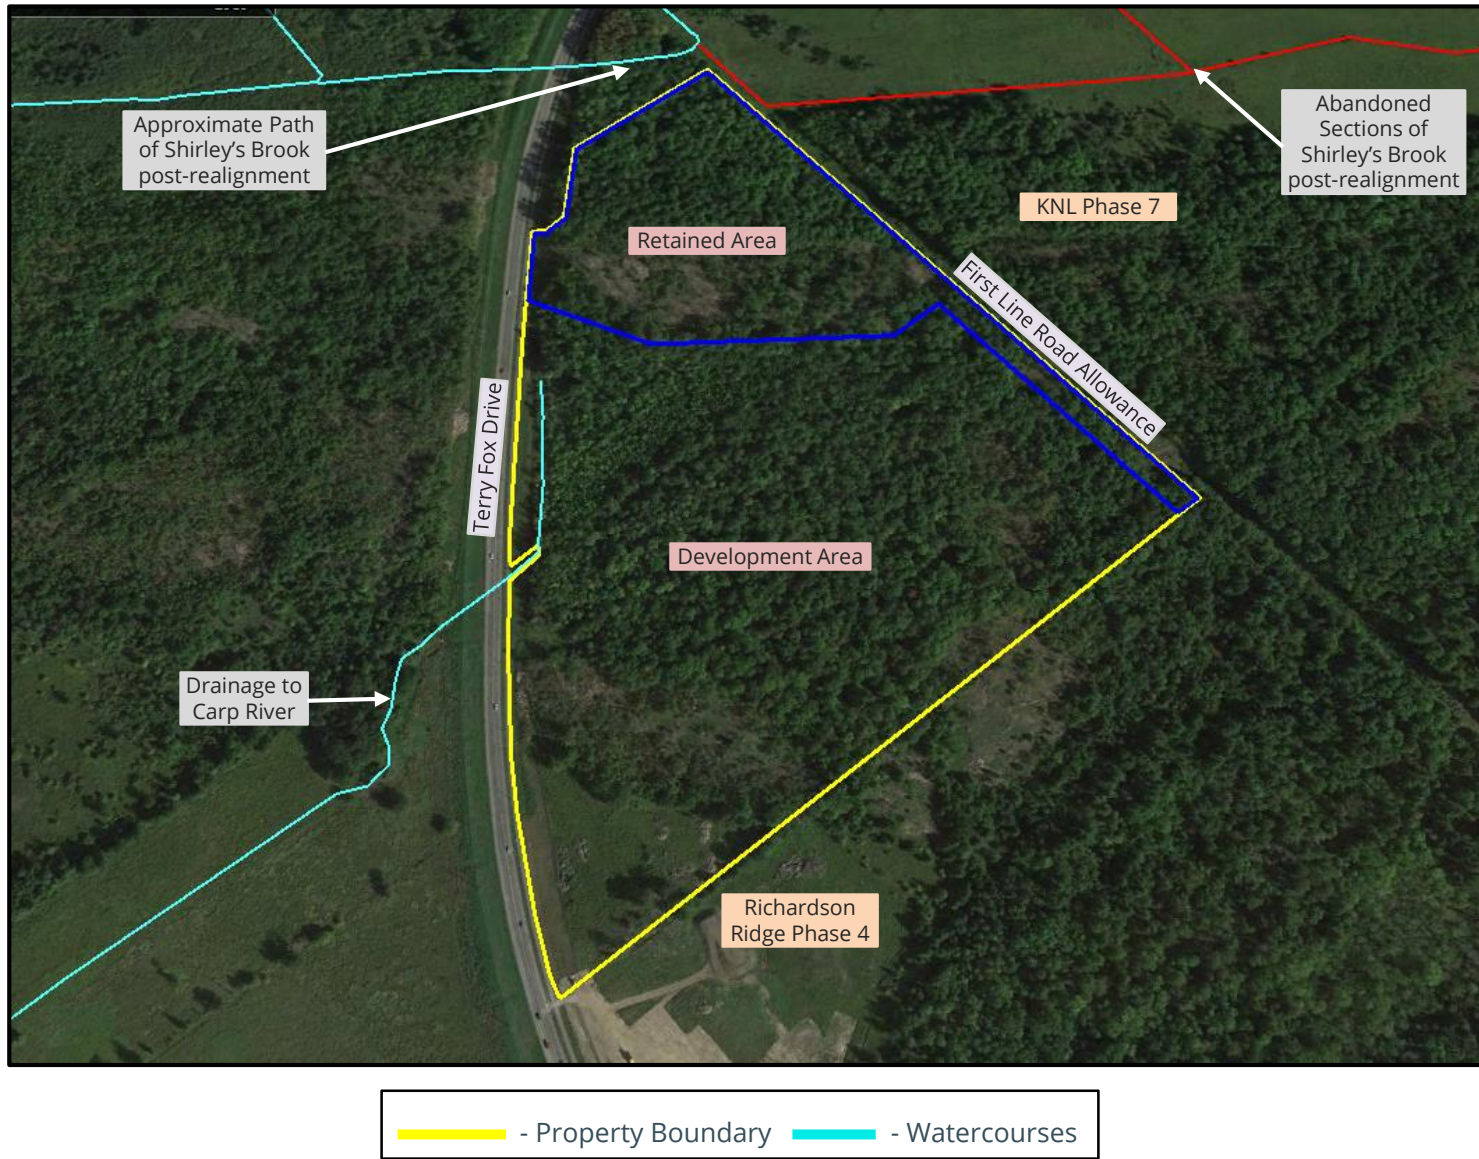 Approximate Path
of Shirley's Brook
post-realignment
Abandoned
Sections of
Shirley's Brook
post-realignment
KNL Phase 7
Retained Area
First Line Road Allowance
Terry Fox Drive
Development Area
Drainage to
Carp River
Richardson
Ridge Phase 4
- Property Boundary
- Watercourses